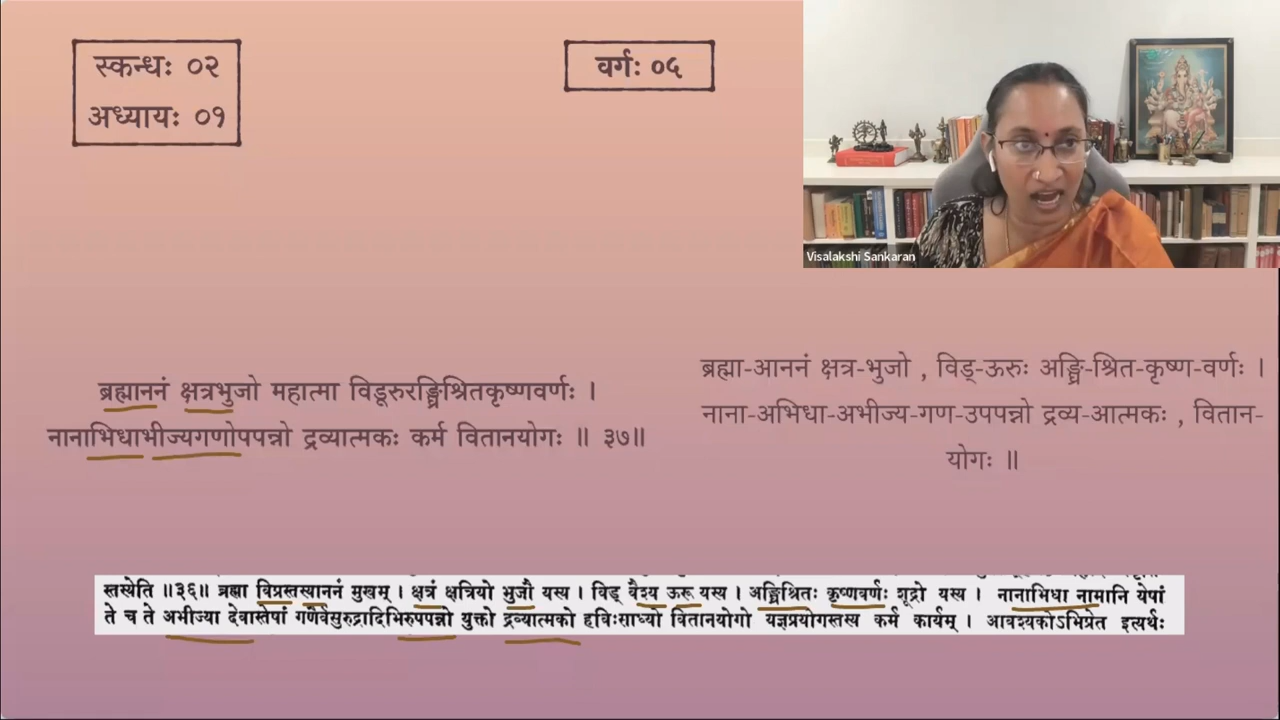 स्कन्धः ०२
अध्यायः ०१
वर्गः ०५
Visalakshi Sankaran
ब्रह्माननं क्षत्रभुजो महात्मा विडूरुरङ्घ्रिश्रितकृष्णवर्णः ।
नानाभिधाभीज्यगणोपपन्नो द्रव्यात्मकः कर्म वितानयोगः ॥ ३७॥
ब्रह्मा-आननं क्षत्र-भुजो , विड्-ऊरुः अङ्घ्रि-श्रित-कृष्ण-वर्णः ।
नाना-अभिधा-अभीज्य-गण-उपपन्नो द्रव्य-आत्मकः , वितान-
योगः ॥
स्तस्येति ॥३६॥ ब्रह्मा विप्रस्तस्याननं मुखम् । क्षत्रं क्षत्रियो भुजौ यस्य । विड् वैश्य ऊरू यस्य । अङ्घ्रिश्रितः कृष्णवर्णः शूद्रो यस्य । नानाभिधा नामानि येषां
ते च ते अभीज्या देवास्तेषां गणैर्वसुरुद्रादिभिरुपपन्नो युक्तो द्रव्यात्मको हविःसाध्यो वितानयोगो यज्ञप्रयोगस्तस्य कर्म कार्यम् । आवश्यकोऽभिप्रेत इत्यर्थः